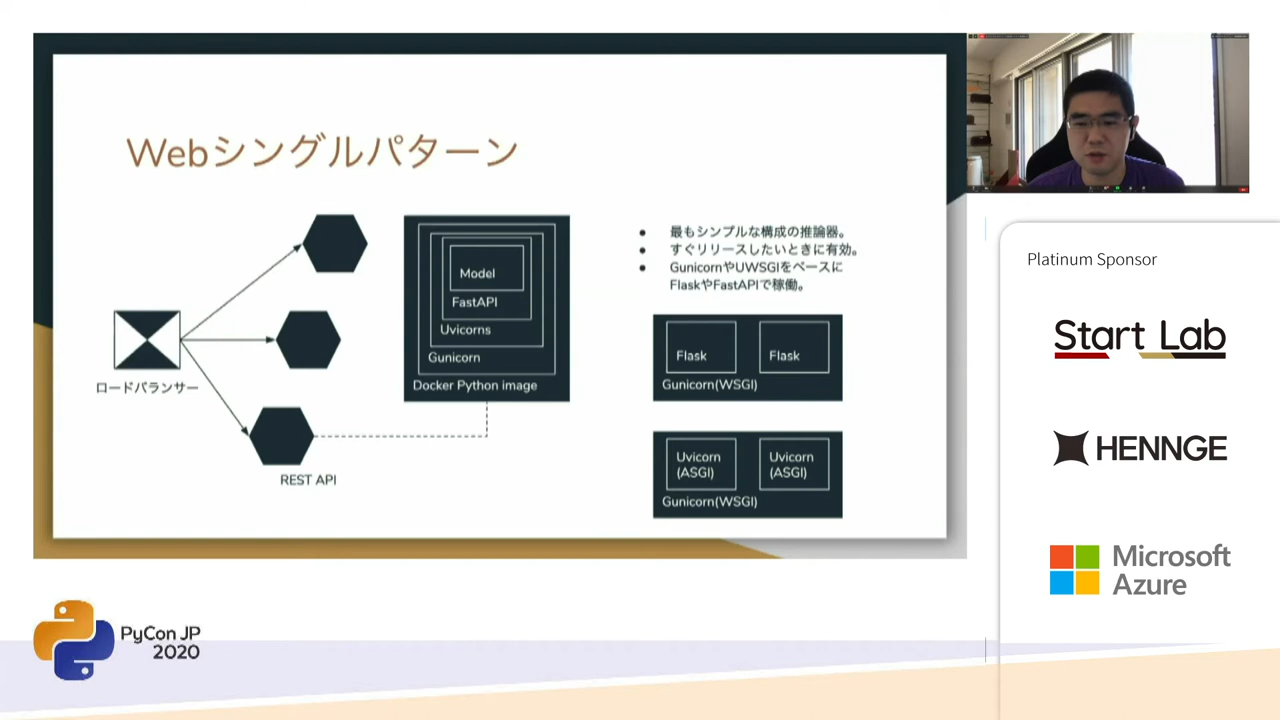 Webシングルパターン
ロードバランサー
REST API
Model
FastAPI
Uvicorns
Gunicorn
Docker Python image
● 最もシンプルな構成の推論器。
● すぐリリースしたいときに有効。
● GunicornやUWSGIをベースに
FlaskやFastAPIで稼働。
Flask Flask
Gunicorn(WSGI)
Uvicorn Uvicorn
(ASGI) (ASGI)
Gunicorn(WSGI)
Platinum Sponsor
Start Lab
HENNGE
Microsoft
Azure
PyCon JP
2020